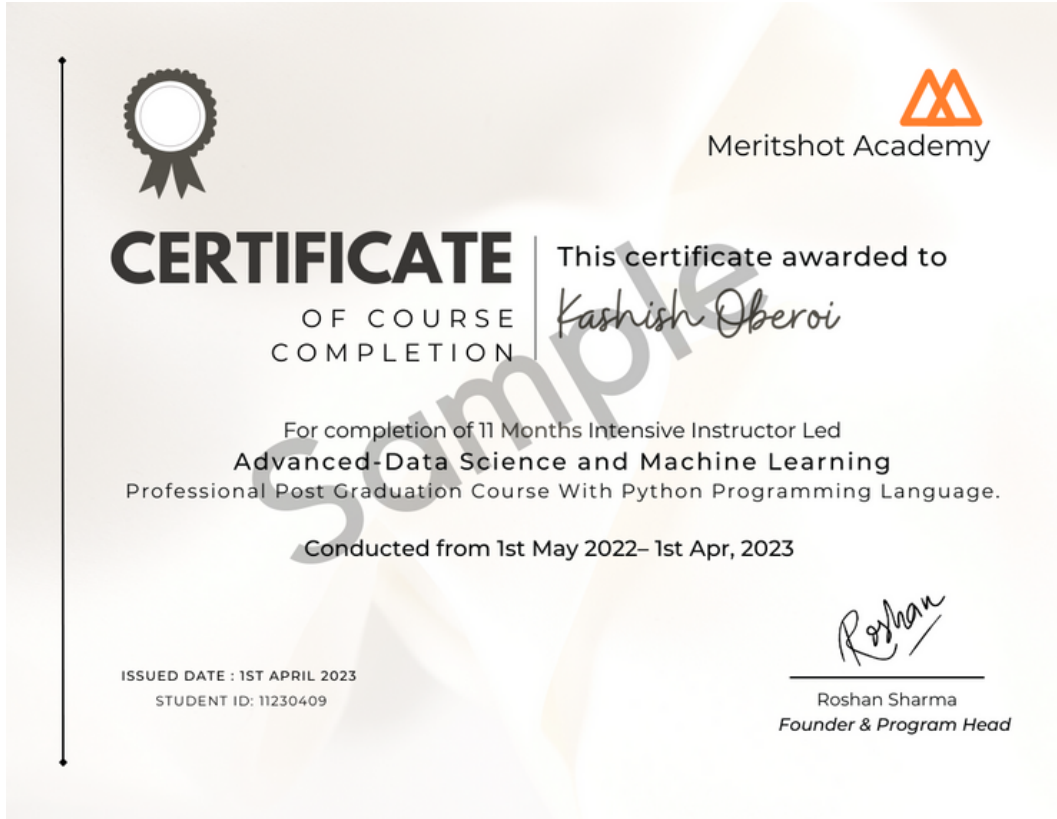 Meritshot Academy
CERTIFICATE
OF COURSE
COMPLETION
This certificate awarded to
Kashish Oberoi
Sample
For completion of 11 Months Intensive Instructor Led
Advanced-Data Science and Machine Learning
Professional Post Graduation Course With Python Programming Language.
Conducted from 1st May 2022– 1st Apr, 2023
ISSUED DATE : 1ST APRIL 2023
STUDENT ID: 11230409
Roshan
Roshan Sharma
Founder & Program Head